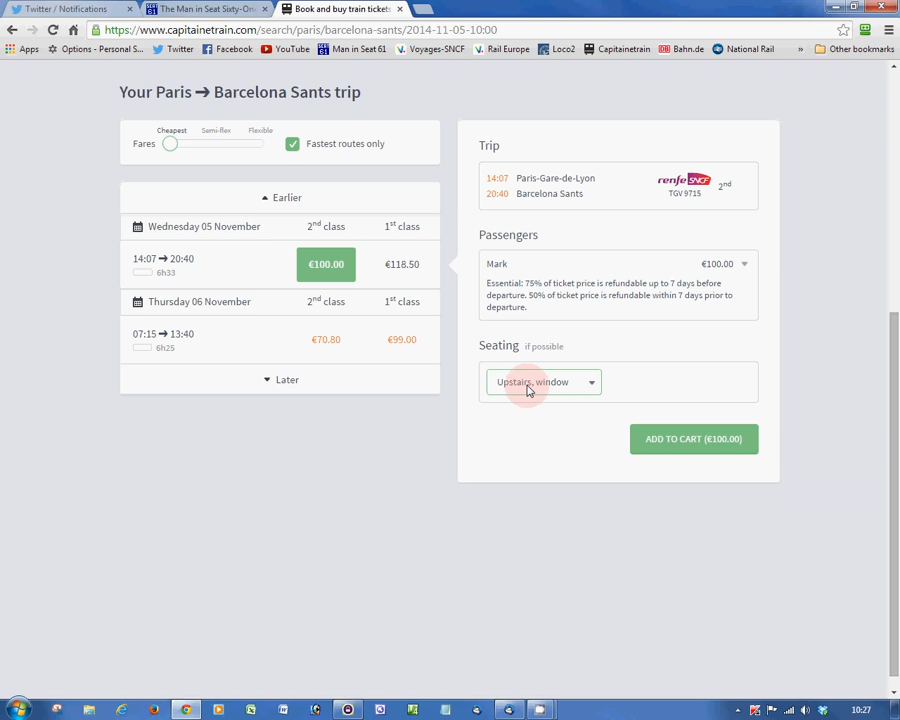 Twitter / Notifications
The Man in Seat Sixty-One
Book and buy train tickets
https://www.capitainetrain.com/search/paris/barcelona-sants/2014-11-05-10:00
Apps
Options - Personal S...
Twitter
Facebook
YouTube
Man in Seat 61
Voyages-SNCF
Rail Europe
Loco2
Capitainetrain
Bahn.de
National Rail
»
Other bookmarks
Your Paris ➔ Barcelona Sants trip
Cheapest Semi-flex Flexible
Fares
Fastest routes only
Earlier
Wednesday 05 November 2nd class 1st class
14:07 ➔ 20:40 €100.00 €118.50
6h33
Thursday 06 November 2nd class 1st class
07:15 ➔ 13:40 €70.80 €99.00
6h25
Later
Trip
14:07 Paris-Gare-de-Lyon
20:40 Barcelona Sants
renfe SNCF
TGV 9715
2nd
Passengers
Mark €100.00
Essential: 75% of ticket price is refundable up to 7 days before
departure. 50% of ticket price is refundable within 7 days prior to
departure.
Seating if possible
Upstairs, window
ADD TO CART (€100.00)
10:27